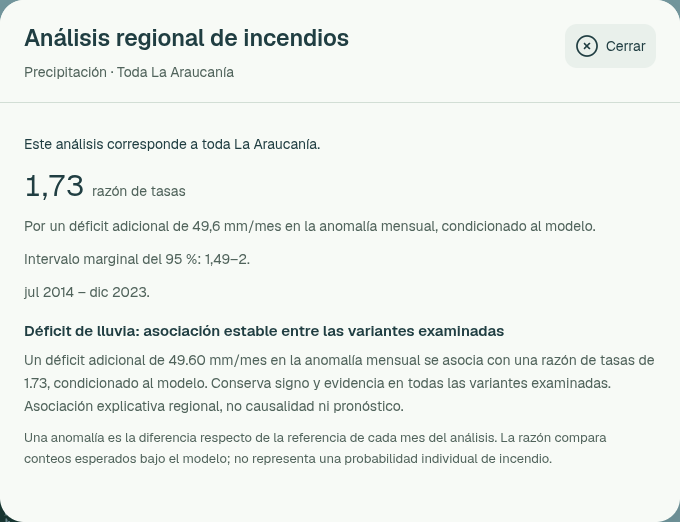 Análisis regional de incendios
Precipitación · Toda La Araucanía
Cerrar
Este análisis corresponde a toda La Araucanía.
1,73 razón de tasas
Por un déficit adicional de 49,6 mm/mes en la anomalía mensual, condicionado al modelo.
Intervalo marginal del 95 %: 1,49–2.
jul 2014 – dic 2023.
Déficit de lluvia: asociación estable entre las variantes examinadas
Un déficit adicional de 49.60 mm/mes en la anomalía mensual se asocia con una razón de tasas de
1.73, condicionado al modelo. Conserva signo y evidencia en todas las variantes examinadas.
Asociación explicativa regional, no causalidad ni pronóstico.
Una anomalía es la diferencia respecto de la referencia de cada mes del análisis. La razón compara
conteos esperados bajo el modelo; no representa una probabilidad individual de incendio.